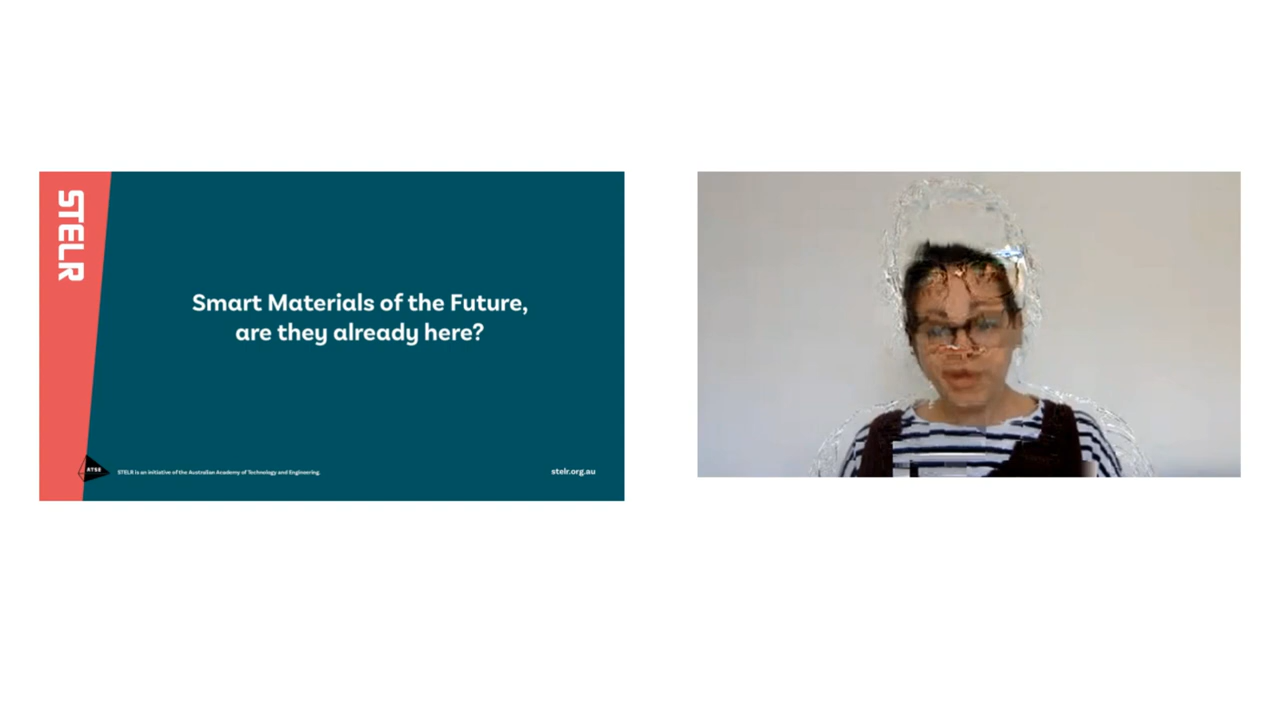 STELR
Smart Materials of the Future,
are they already here?
ATSE
STELR is an initiative of the Australian Academy of Technology and Engineering.
stelr.org.au